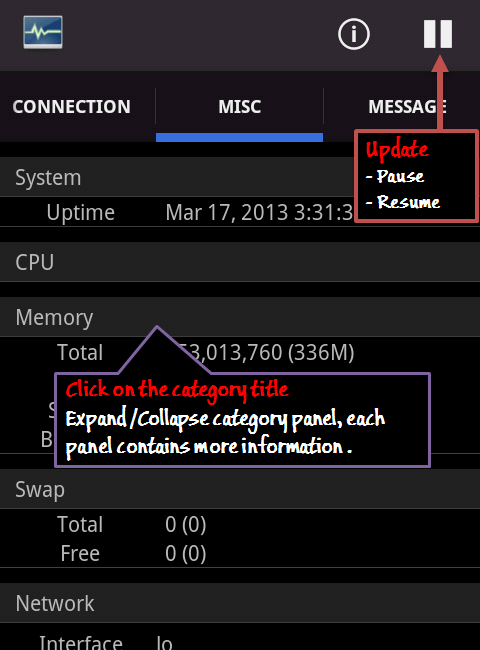 CONNECTION MISC MESSAGE
Update
- Pause
- Resume
System
Uptime Mar 17, 2013 3:31:3
CPU
Memory
Total 53,013,760 (336M)
Click on the category title
Expand/Collapse category panel, each
panel contains more information .
Swap
Total 0 (0)
Free 0 (0)
Network
Interface lo